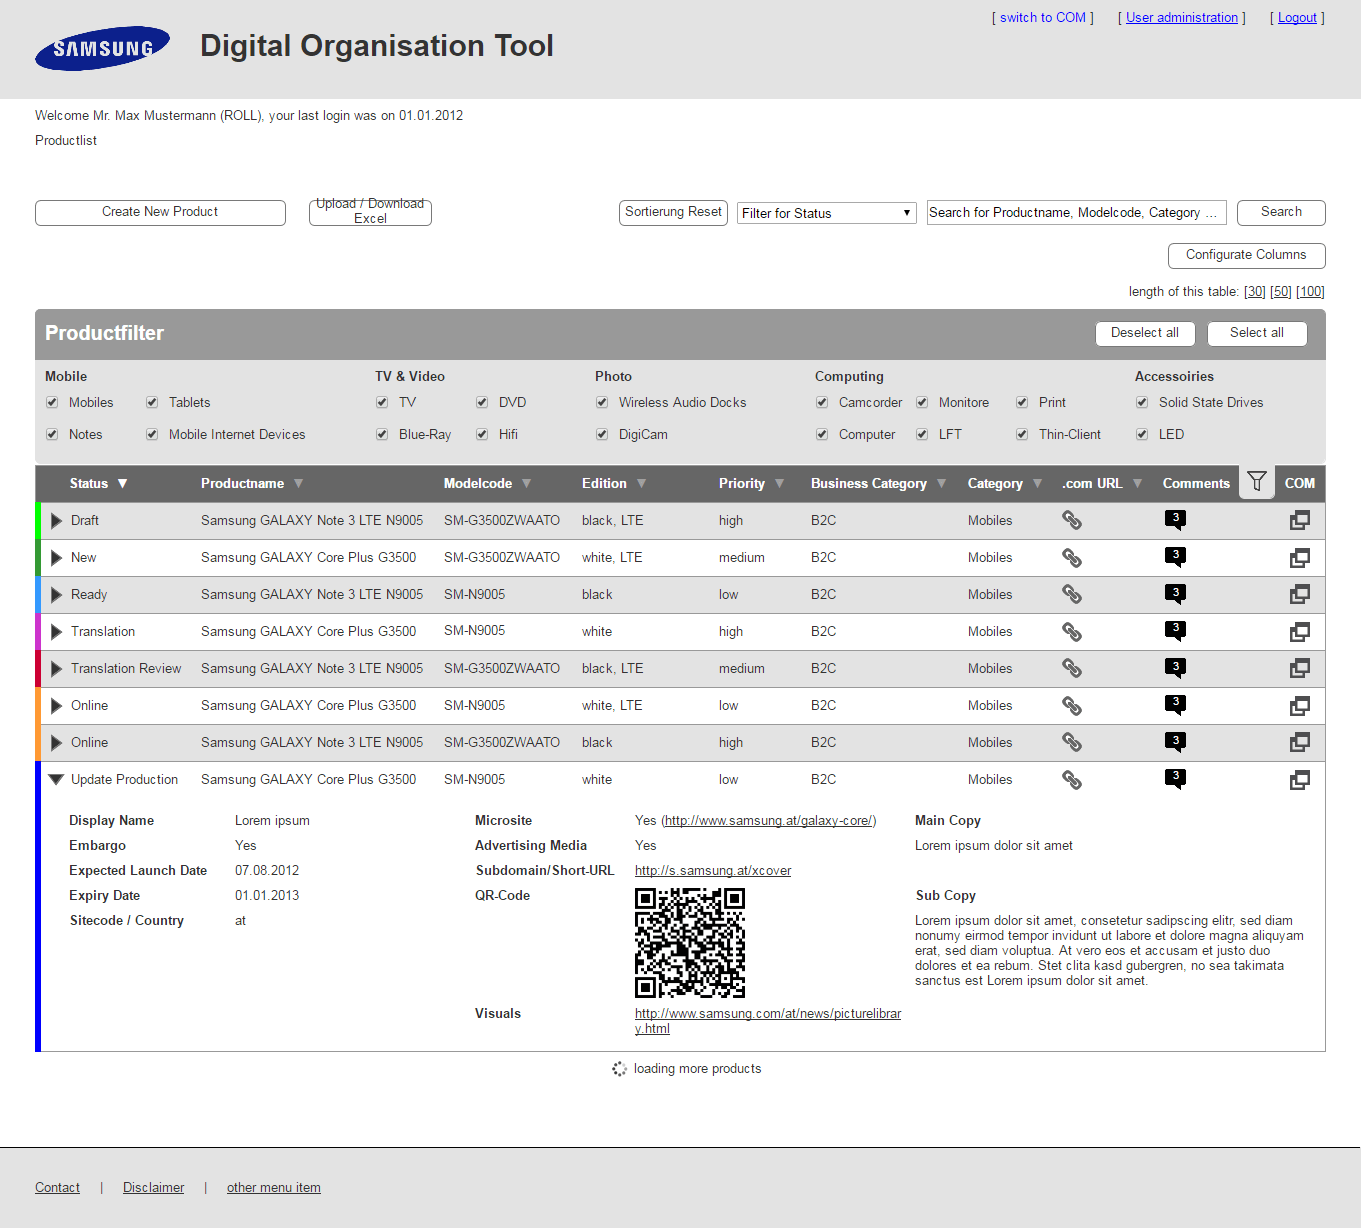 [ switch to COM ] [ User administration ] [ Logout ]
SAMSUNG
Digital Organisation Tool
Welcome Mr. Max Mustermann (ROLL), your last login was on 01.01.2012
Productlist
Create New Product
Upload / Download
Excel
Sortierung Reset
Filter for Status
Search for Productname, Modelcode, Category ...
Search
Configurate Columns
length of this table: [30] [50] [100]
Productfilter
Deselect all
Select all
Mobile TV & Video Photo Computing Accessoiries
Mobiles Tablets TV DVD Wireless Audio Docks Camcorder Monitore Print Solid State Drives
Notes Mobile Internet Devices Blue-Ray Hifi DigiCam Computer LFT Thin-Client LED
Status Productname Modelcode Edition Priority Business Category Category .com URL Comments COM
Draft Samsung GALAXY Note 3 LTE N9005 SM-G3500ZWAATO black, LTE high B2C Mobiles 3
New Samsung GALAXY Core Plus G3500 SM-G3500ZWAATO white, LTE medium B2C Mobiles 3
Ready Samsung GALAXY Note 3 LTE N9005 SM-N9005 black low B2C Mobiles 3
Translation Samsung GALAXY Core Plus G3500 SM-N9005 white high B2C Mobiles 3
Translation Review Samsung GALAXY Note 3 LTE N9005 SM-G3500ZWAATO black, LTE medium B2C Mobiles 3
Online Samsung GALAXY Core Plus G3500 SM-N9005 white, LTE low B2C Mobiles 3
Online Samsung GALAXY Note 3 LTE N9005 SM-G3500ZWAATO black high B2C Mobiles 3
Update Production Samsung GALAXY Core Plus G3500 SM-N9005 white low B2C Mobiles 3
Display Name Lorem ipsum
Embargo Yes
Expected Launch Date 07.08.2012
Expiry Date 01.01.2013
Sitecode / Country at
Microsite Yes (http://www.samsung.at/galaxy-core/)
Advertising Media Yes
Subdomain/Short-URL http://s.samsung.at/xcover
QR-Code
Visuals http://www.samsung.com/at/news/picturelibrar
y.html
Main Copy
Lorem ipsum dolor sit amet
Sub Copy
Lorem ipsum dolor sit amet, consetetur sadipscing elitr, sed diam
nonumy eirmod tempor invidunt ut labore et dolore magna aliquyam
erat, sed diam voluptua. At vero eos et accusam et justo duo
dolores et ea rebum. Stet clita kasd gubergren, no sea takimata
sanctus est Lorem ipsum dolor sit amet.
loading more products
Contact | Disclaimer | other menu item